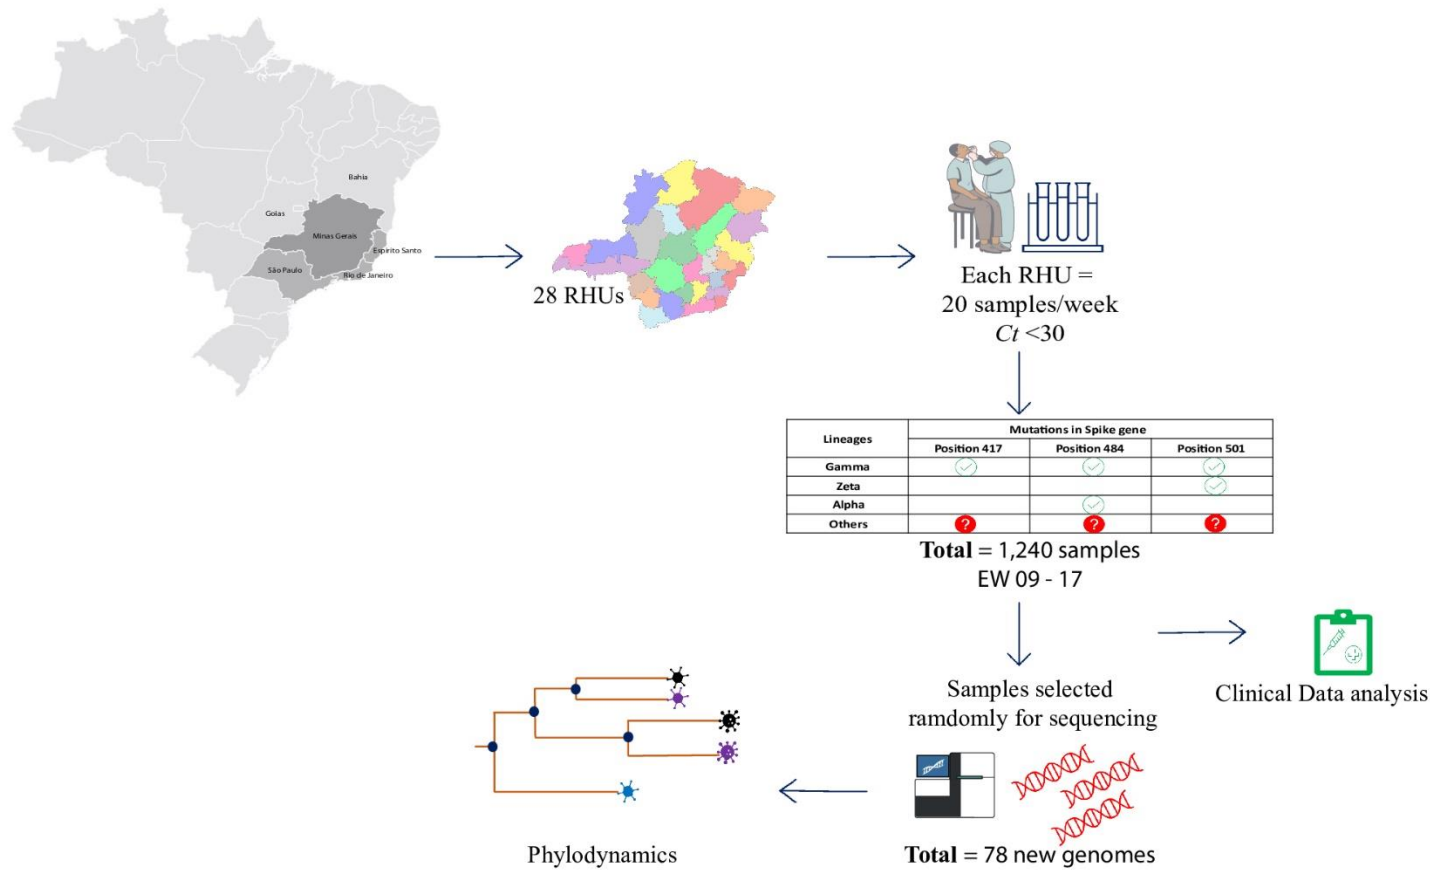 Bahia
Goias
Minas Gerais
Espirito Santo
São Paulo
Rio de Janeiro
28 RHUs
Each RHU =
20 samples/week
Ct <30
Lineages
Mutations in Spike gene
Position 417 Position 484 Position 501
Gamma
Zeta
Alpha
Others ? ? ?
Total = 1,240 samples
EW 09 - 17
Samples selected
ramdomly for sequencing
Clinical Data analysis
Total = 78 new genomes
Phylodynamics